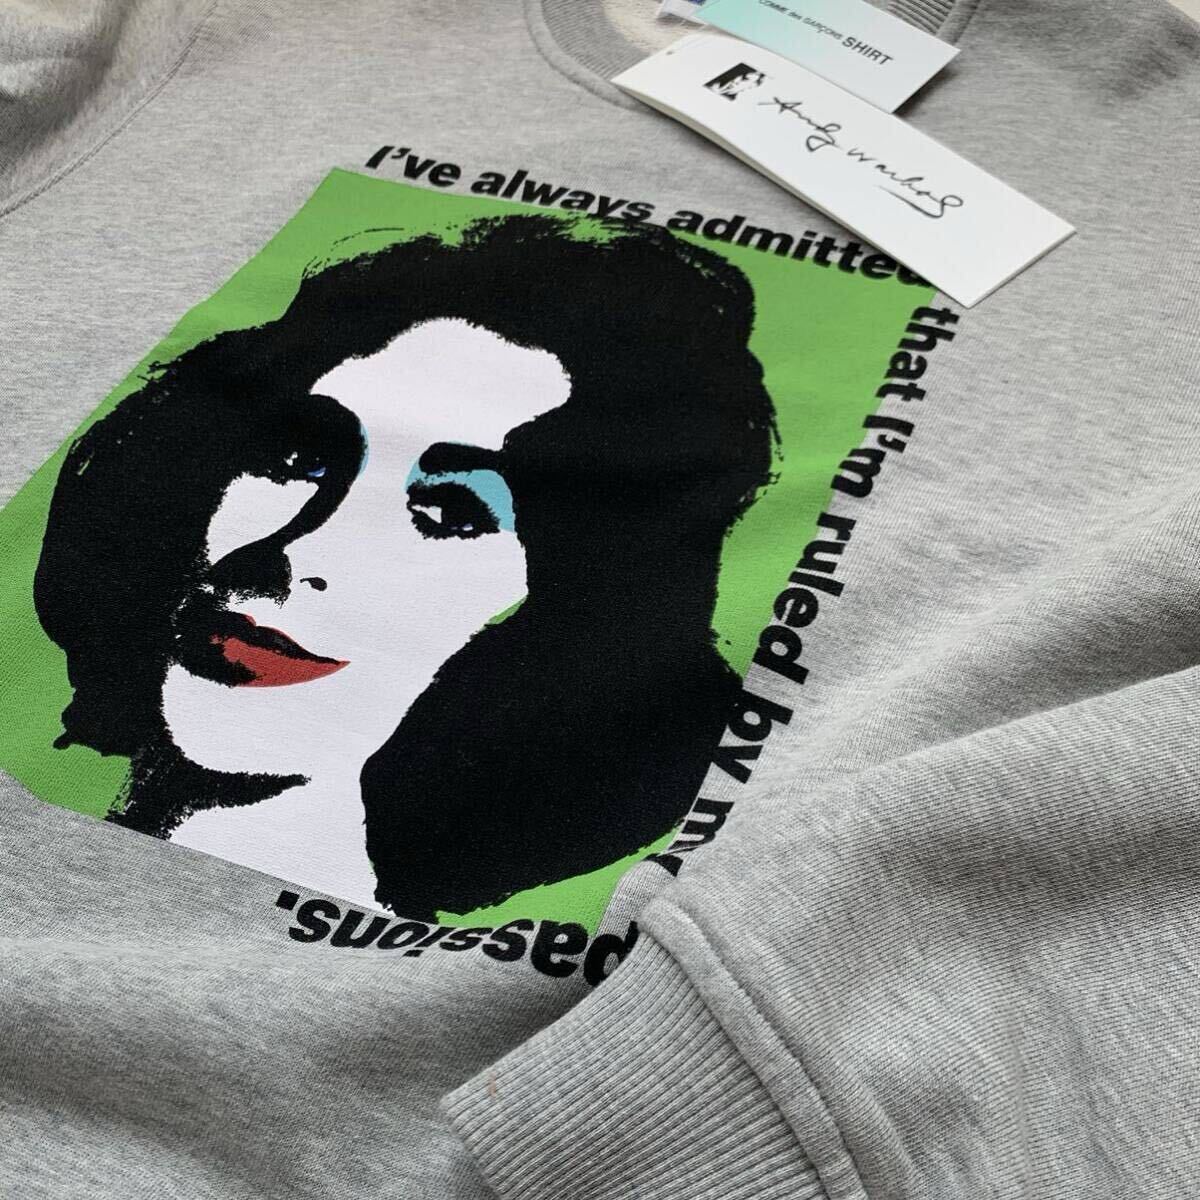 COMME des GARÇONS SHIRT
Andy Warhol
I've always admitted
that I'm ruled by my
passions.